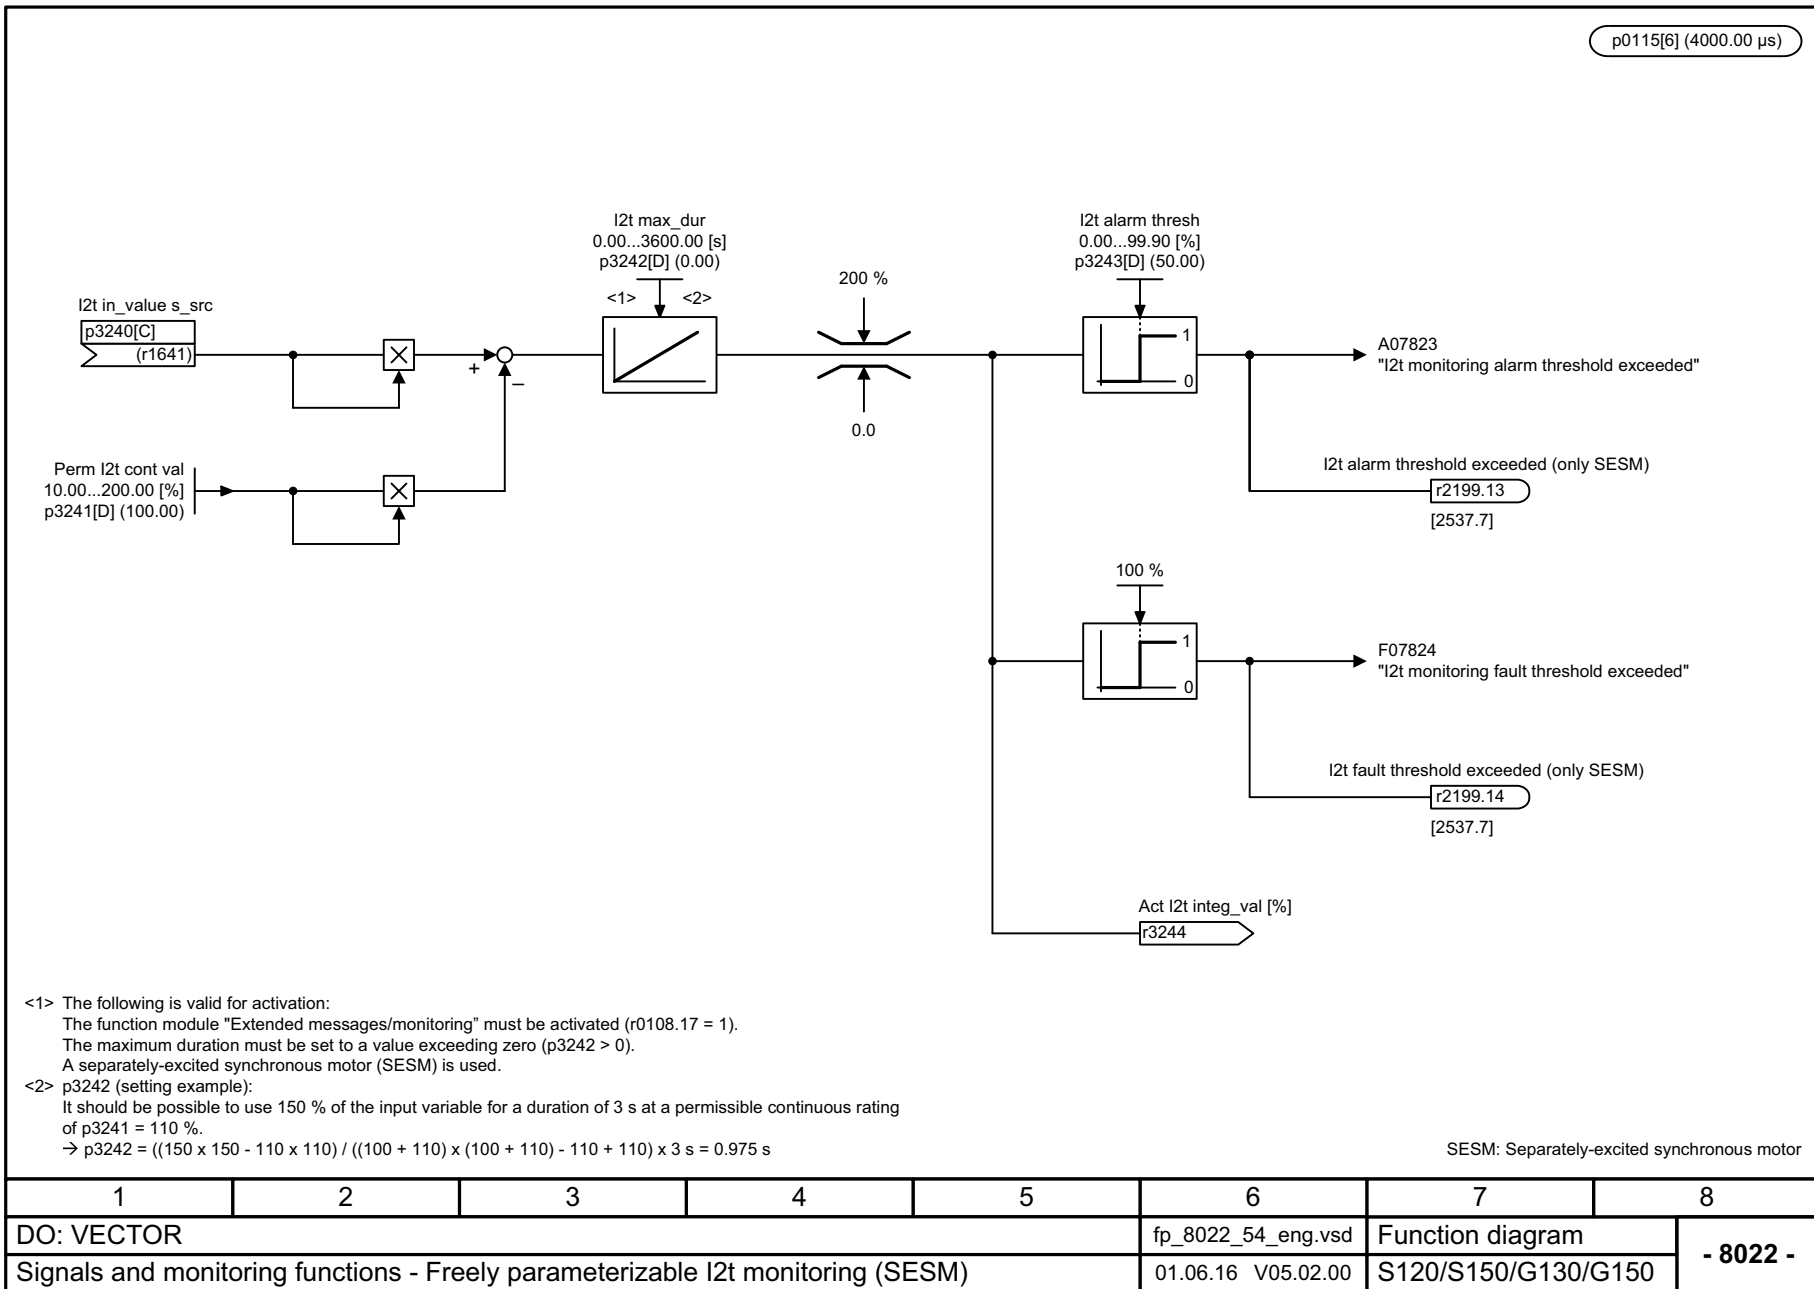 p0115[6] (4000.00 µs)
I2t max_dur
0.00...3600.00 [s]
p3242[D] (0.00)
<1>
<2>
200 %
0.0
I2t alarm thresh
0.00...99.90 [%]
p3243[D] (50.00)
1
0
I2t in_value s_src
p3240[C]
(r1641)
+
–
Perm I2t cont val
10.00...200.00 [%]
p3241[D] (100.00)
A07823
"I2t monitoring alarm threshold exceeded"
I2t alarm threshold exceeded (only SESM)
r2199.13
[2537.7]
100 %
1
0
F07824
"I2t monitoring fault threshold exceeded"
I2t fault threshold exceeded (only SESM)
r2199.14
[2537.7]
Act I2t integ_val [%]
r3244
<1> The following is valid for activation:
The function module "Extended messages/monitoring” must be activated (r0108.17 = 1).
The maximum duration must be set to a value exceeding zero (p3242 > 0).
A separately-excited synchronous motor (SESM) is used.
<2> p3242 (setting example):
It should be possible to use 150 % of the input variable for a duration of 3 s at a permissible continuous rating
of p3241 = 110 %.
→ p3242 = ((150 x 150 - 110 x 110) / ((100 + 110) x (100 + 110) - 110 + 110) x 3 s = 0.975 s
SESM: Separately-excited synchronous motor
1 2 3 4 5 6 7 8
DO: VECTOR
fp_8022_54_eng.vsd
Function diagram
- 8022 -
Signals and monitoring functions - Freely parameterizable I2t monitoring (SESM)
01.06.16 V05.02.00
S120/S150/G130/G150